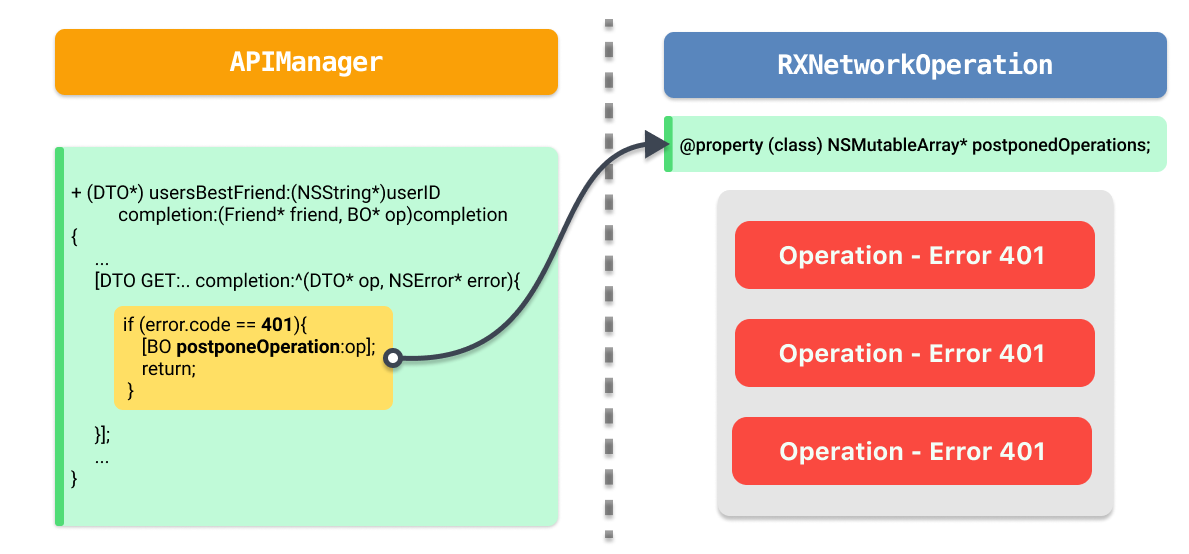 APIManager
+ (DTO*) usersBestFriend:(NSString*)userID
completion:(Friend* friend, BO* op)completion
{
...
[DTO GET:.. completion:^(DTO* op, NSError* error){
if (error.code == 401){
[BO postponeOperation:op];
return;
}
}];
...
}
RXNetworkOperation
@property (class) NSMutableArray* postponedOperations;
Operation - Error 401
Operation - Error 401
Operation - Error 401